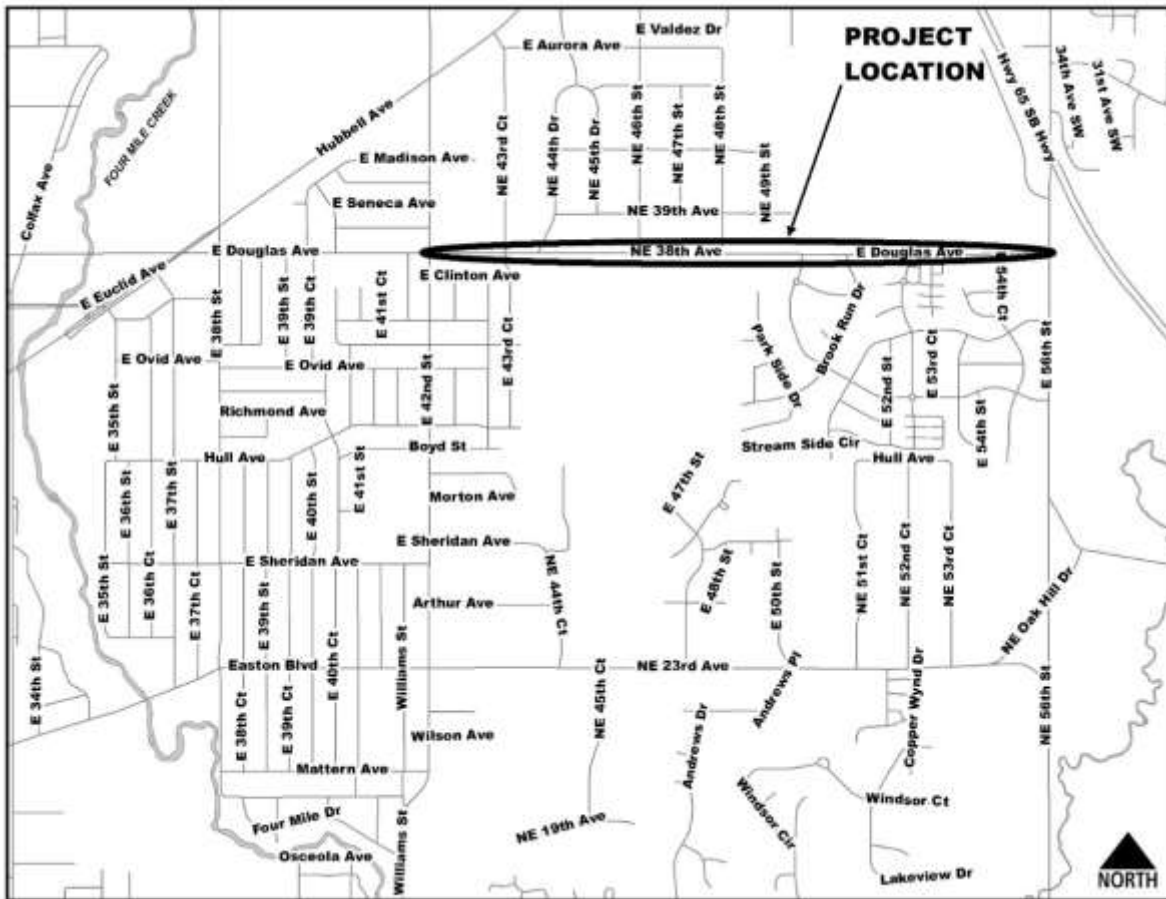 E Valdez Dr
E Aurora Ave
PROJECT
LOCATION
Hwy 65 SB Hwy
34th Ave SW
31st Ave SW
Colfax Ave
FOUR MILE CREEK
Hubbell Ave
E Madison Ave
E Seneca Ave
NE 43rd Ct
NE 44th Dr
NE 45th Dr
NE 46th St
NE 47th St
NE 48th St
NE 49th St
NE 39th Ave
E Douglas Ave
NE 38th Ave
E Douglas Ave
E Euclid Ave
E 38th St
E 39th St
E 39th Ct
E 41st Ct
E Clinton Ave
E 54th Ct
E Ovid Ave
E Ovid Ave
E 42nd St
E 43rd Ct
Park Side Dr
Brook Run Dr
E 52nd St
E 53rd Ct
E 56th St
Richmond Ave
E 35th St
Boyd St
Stream Side Cir
E 54th St
Hull Ave
Hull Ave
E 36th St
E 37th St
E 40th St
E 41st St
Morton Ave
E 47th St
E Sheridan Ave
E Sheridan Ave
E 35th St
E 36th Ct
E 37th Ct
E 39th St
E 40th Ct
Arthur Ave
NE 44th Ct
E 48th St
E 50th St
NE 51st Ct
NE 52nd Ct
NE 53rd Ct
NE Oak Hill Dr
E 34th St
Easton Blvd
Williams St
NE 23rd Ave
E 38th Ct
E 39th Ct
Wilson Ave
NE 45th Ct
Andrews Dr
Andrews Pl
Copper Wynd Dr
NE 56th St
Mattern Ave
Four Mile Dr
Osceola Ave
Williams St
NE 19th Ave
Windsor Cir
Windsor Ct
Lakeview Dr
NORTH